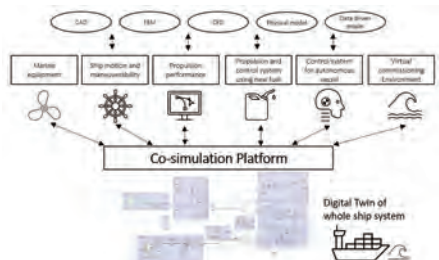 CAD
FEM
CFD
Physical model
Data driven model
Marine
equipment
Ship motion and
maneuverability
Propulsion
performance
Propulsion and
control system
using new fuel
Control system
for autonomous
vessel
Virtual
commissioning
Environment
Co-simulation Platform
Digital Twin of
whole ship system